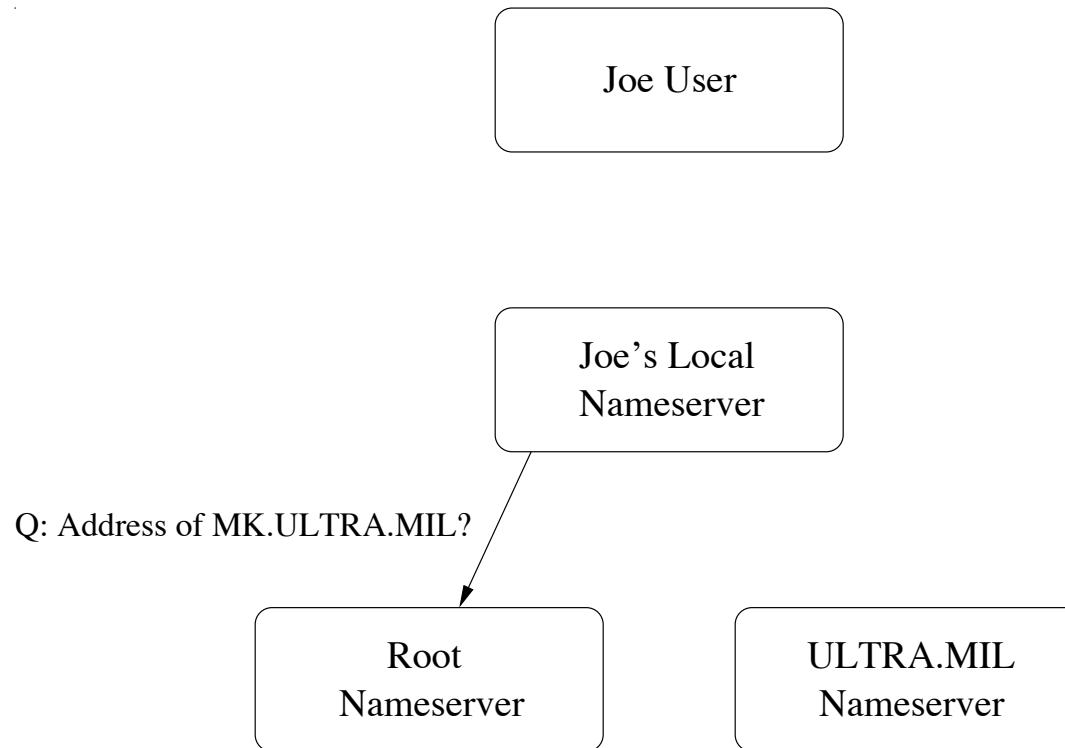 Joe User
Joe’s Local
Nameserver
Q: Address of MK.ULTRA.MIL?
Root
Nameserver
ULTRA.MIL
Nameserver